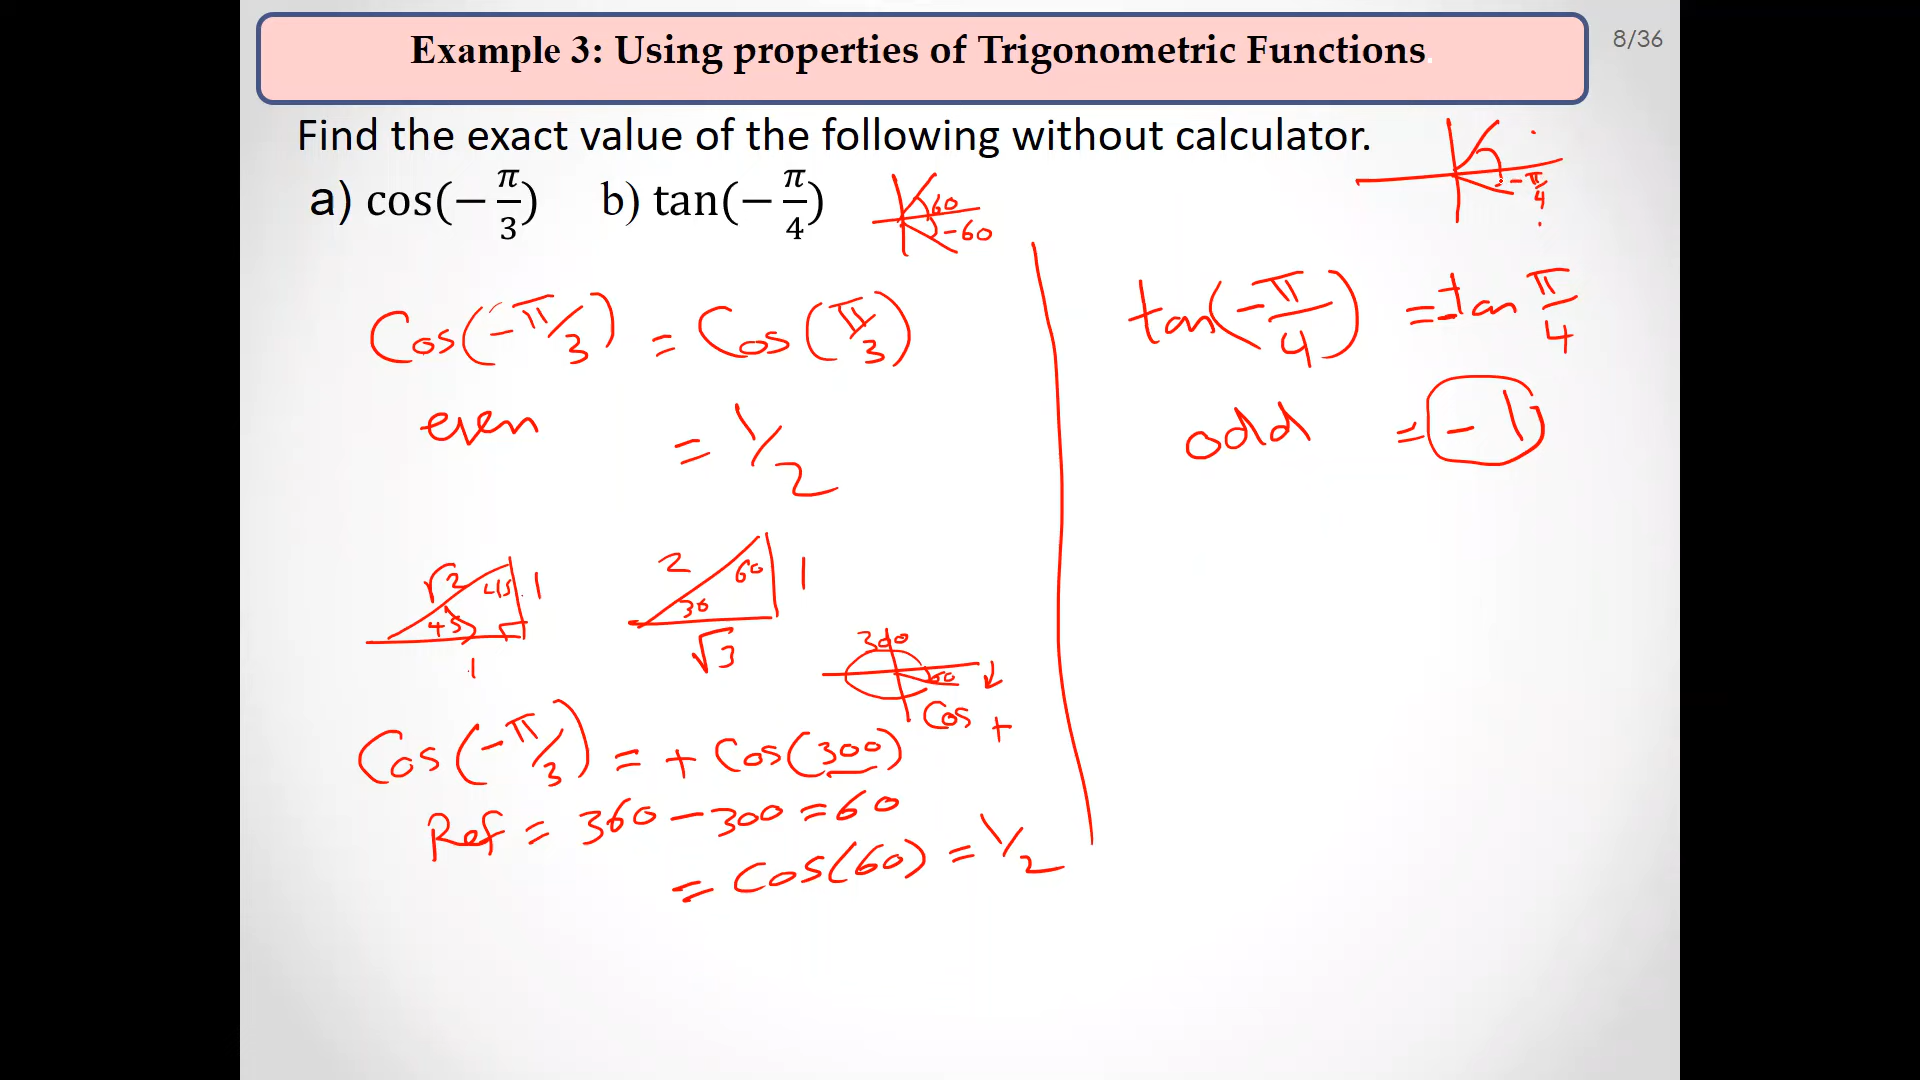 Example 3: Using properties of Trigonometric Functions.
8/36
Find the exact value of the following without calculator.
a) cos(−π/3) b) tan(−π/4)
60
-60
-π/4
Cos(-π/3) = Cos(π/3)
even
= 1/2
√2 45 1
45
1
2 60 1
30
√3
300
60
Cos +
Cos(-π/3) = + Cos(300)
Ref = 360 - 300 = 60
= Cos(60) = 1/2
tan(-π/4) = -tan π/4
odd = -1